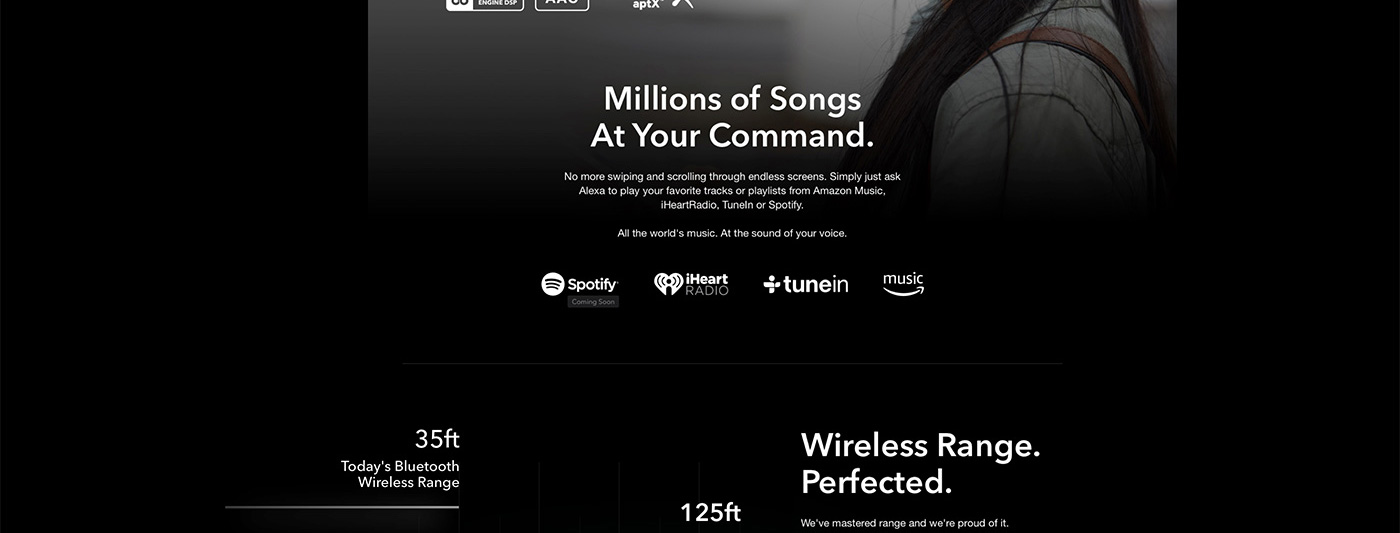 ENGINE DSP
AAC
aptX
Millions of Songs
At Your Command.
No more swiping and scrolling through endless screens. Simply just ask
Alexa to play your favorite tracks or playlists from Amazon Music,
iHeartRadio, TuneIn or Spotify.
All the world's music. At the sound of your voice.
Spotify
Coming Soon
iHeart
RADIO
tunein
music
35ft
Today's Bluetooth
Wireless Range
125ft
Wireless Range.
Perfected.
We've mastered range and we're proud of it.